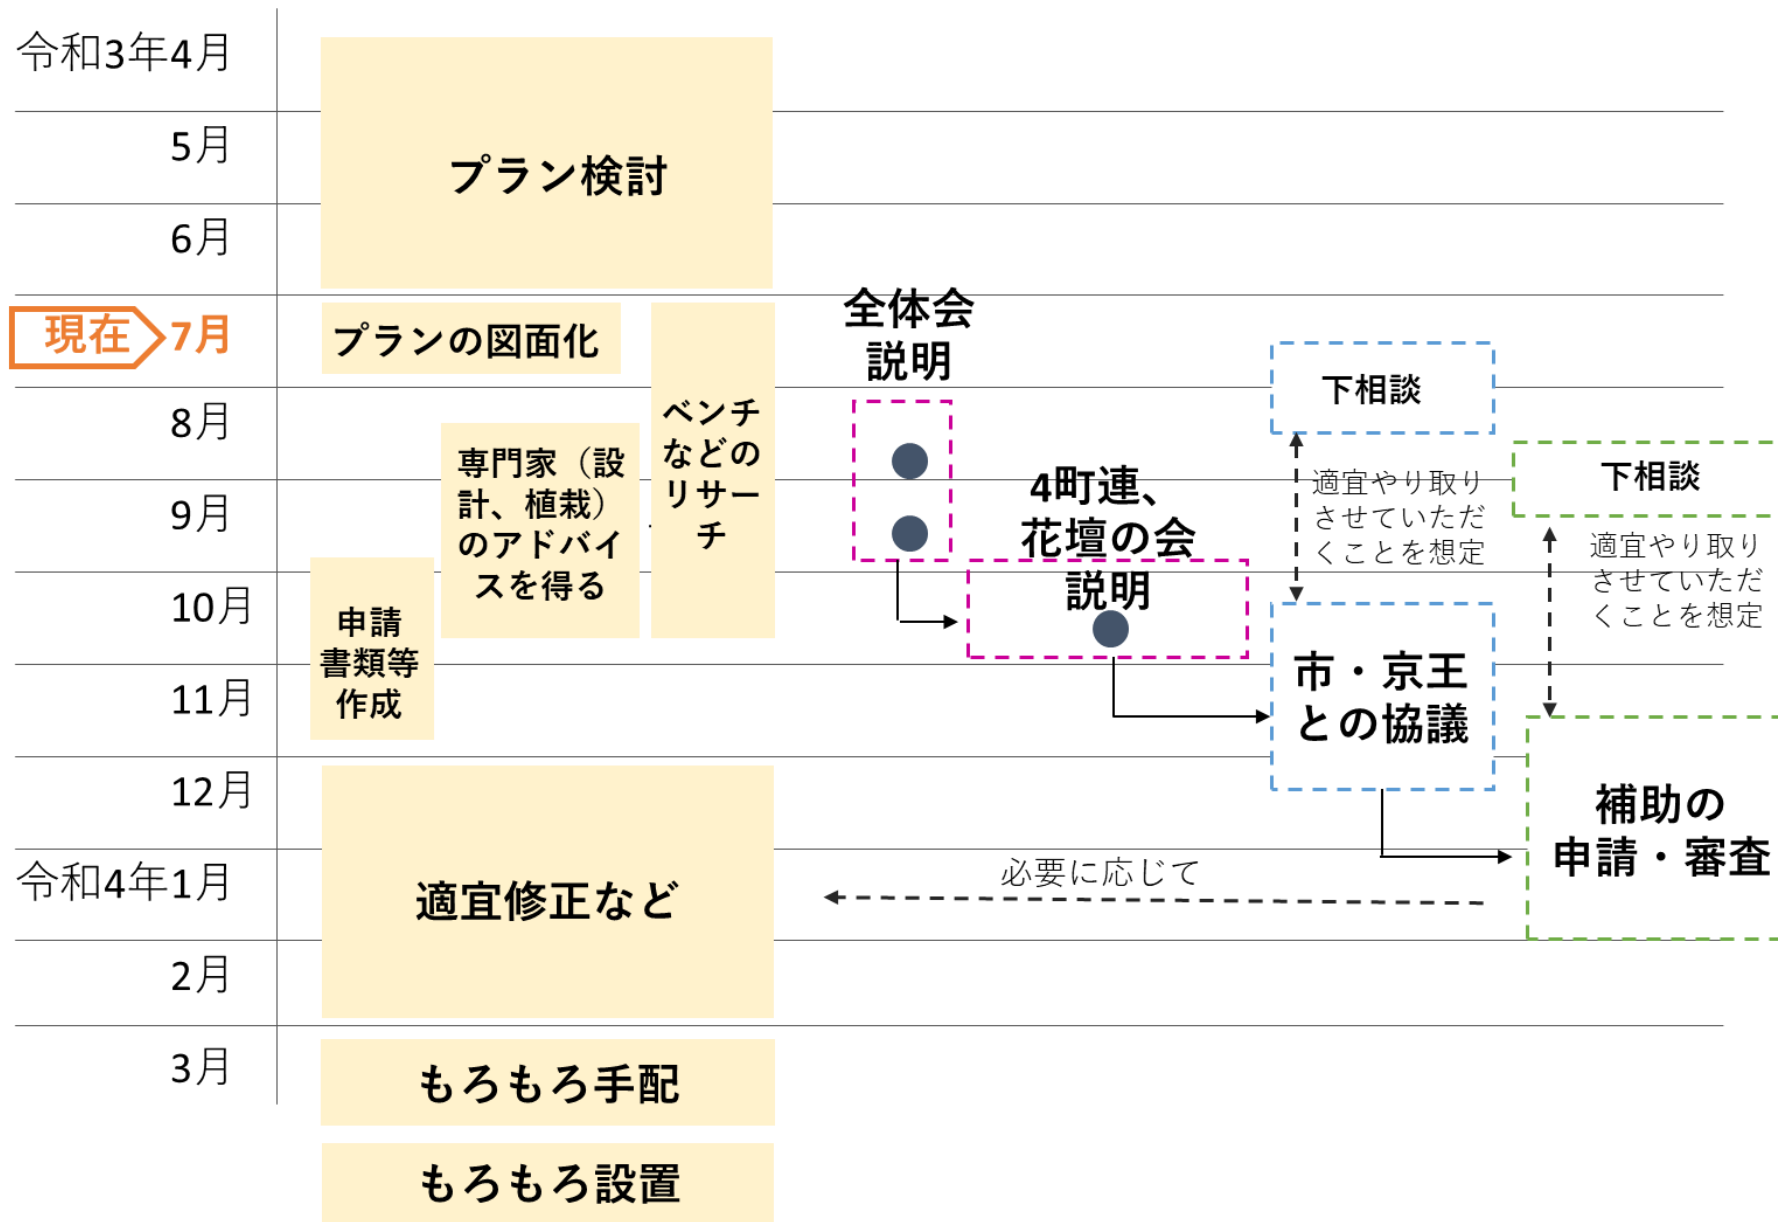 令和3年4月
5月
6月
現在
7月
8月
9月
10月
11月
12月
令和4年1月
2月
3月
プラン検討
プランの図面化
ベンチ
などの
リサー
チ
専門家（設
計、植栽）
のアドバイ
スを得る
申請
書類等
作成
適宜修正など
もろもろ手配
もろもろ設置
全体会
説明
4町連、
花壇の会
説明
下相談
適宜やり取り
させていただ
くことを想定
市・京王
との協議
下相談
適宜やり取り
させていただ
くことを想定
補助の
申請・審査
必要に応じて